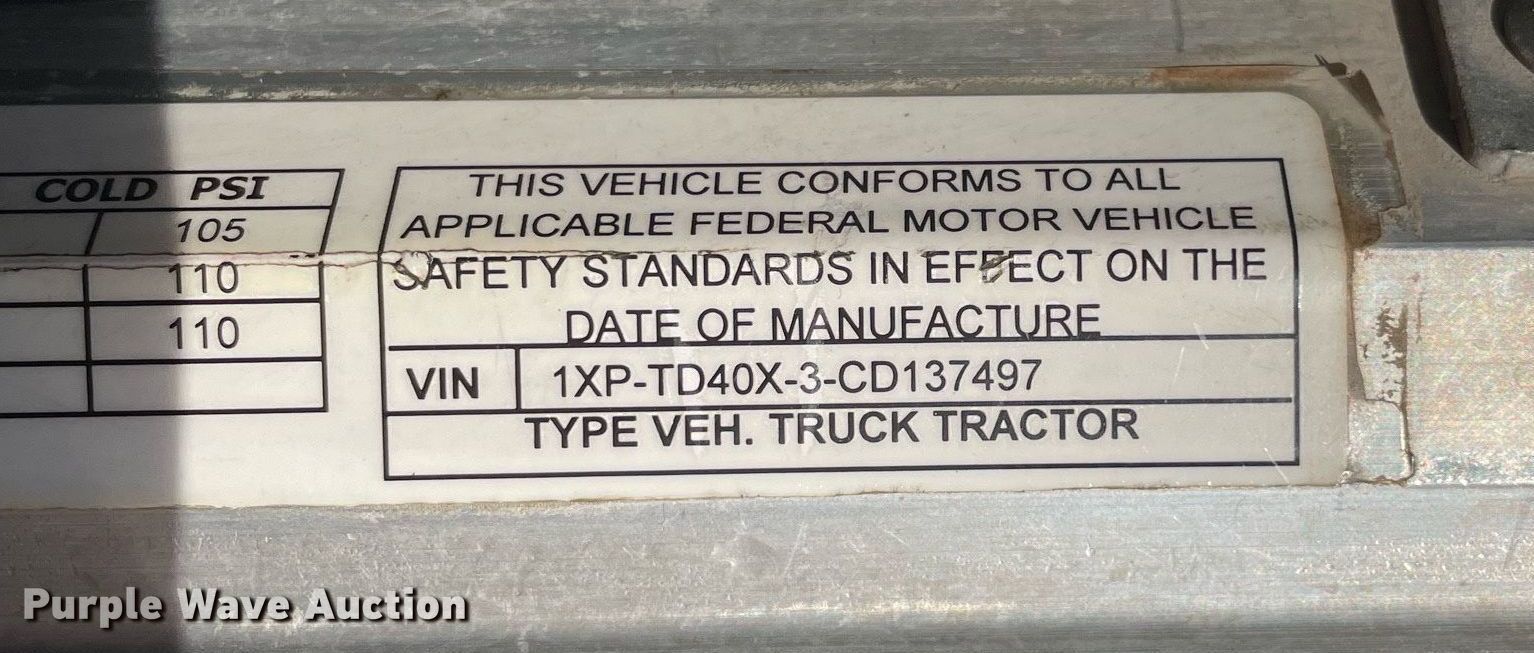 COLD PSI
105
110
110
THIS VEHICLE CONFORMS TO ALL
APPLICABLE FEDERAL MOTOR VEHICLE
SAFETY STANDARDS IN EFFECT ON THE
DATE OF MANUFACTURE
VIN 1XP-TD40X-3-CD137497
TYPE VEH. TRUCK TRACTOR
Purple Wave Auction